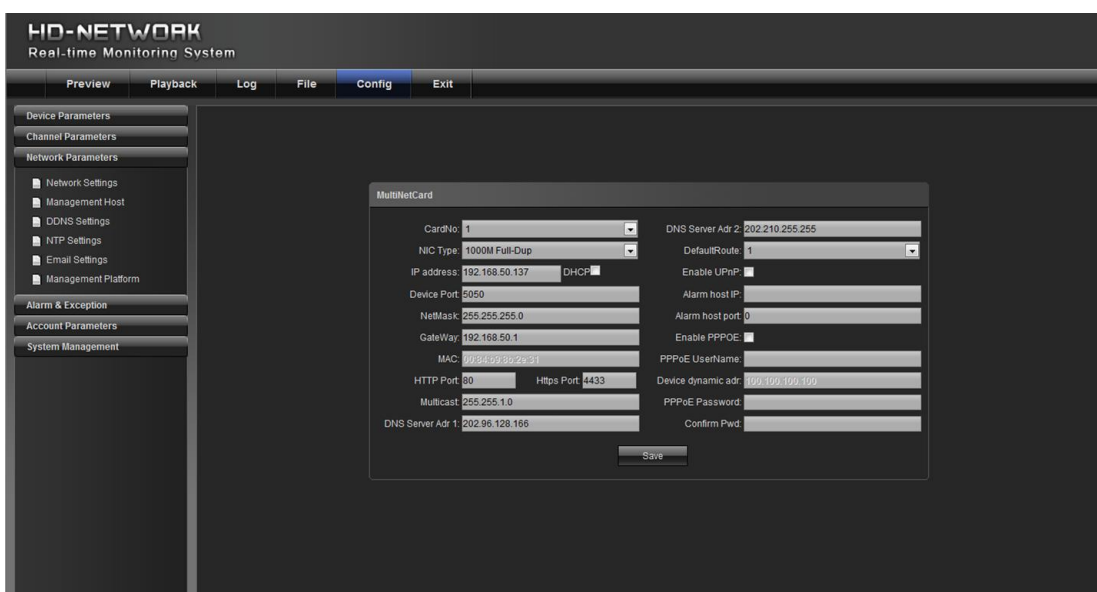 HD-NETWORK
Real-time Monitoring System
Preview Playback Log File Config Exit
Device Parameters
Channel Parameters
Network Parameters
Network Settings
Management Host
DDNS Settings
NTP Settings
Email Settings
Management Platform
Alarm & Exception
Account Parameters
System Management
MultiNetCard
CardNo: 1
NIC Type: 1000M Full-Dup
IP address: 192.168.50.137 DHCP
Device Port: 5050
NetMask: 255.255.255.0
GateWay: 192.168.50.1
MAC:
HTTP Port: 80 Https Port: 4433
Multicast: 255.255.1.0
DNS Server Adr 1: 202.96.128.166
DNS Server Adr 2: 202.210.255.255
DefaultRoute: 1
Enable UPnP:
Alarm host IP:
Alarm host port: 0
Enable PPPOE:
PPPoE UserName:
Device dynamic adr: 100.100.100.100
PPPoE Password:
Confirm Pwd:
Save